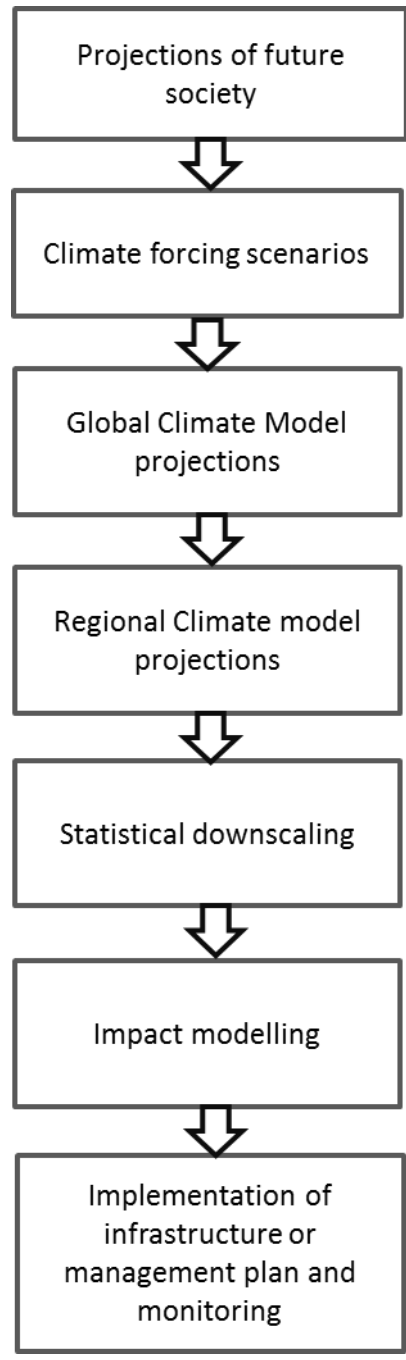 Projections of future
society
Climate forcing scenarios
Global Climate Model
projections
Regional Climate model
projections
Statistical downscaling
Impact modelling
Implementation of
infrastructure or
management plan and
monitoring